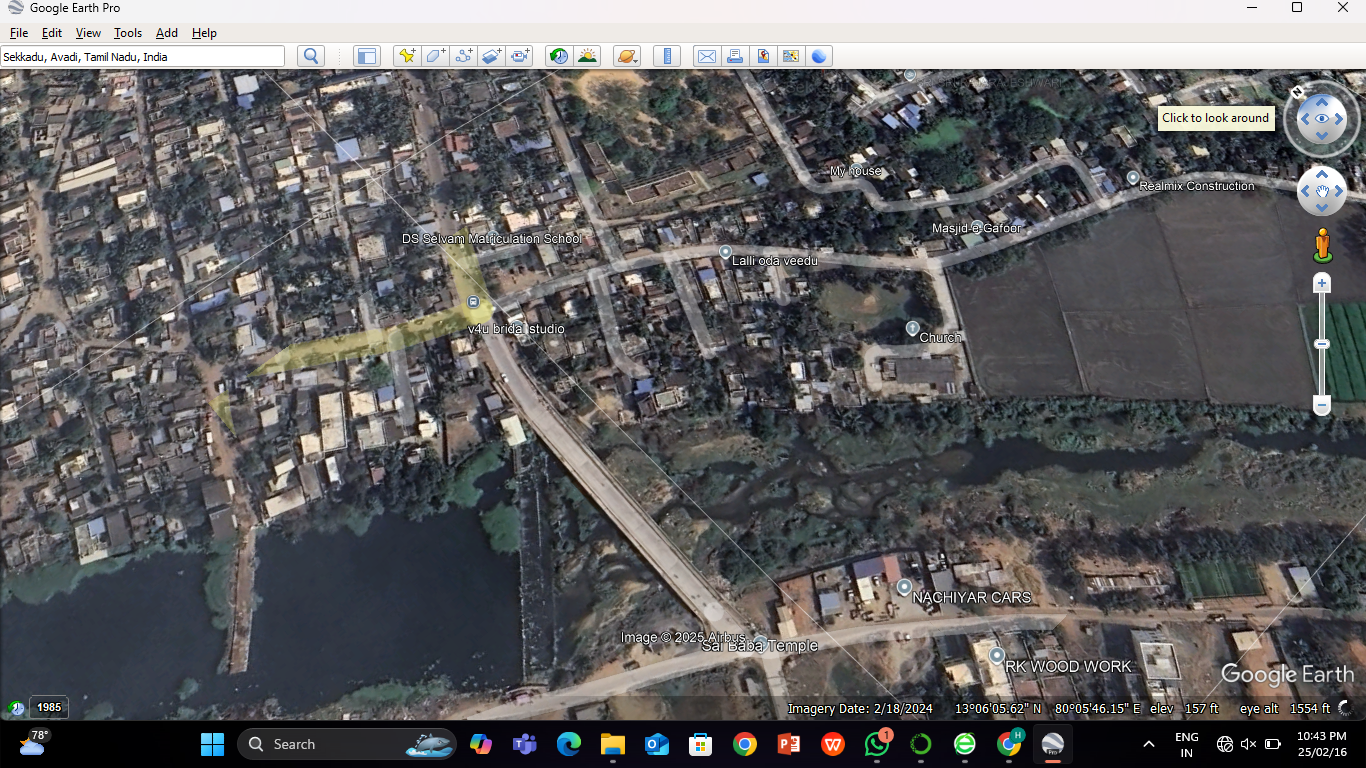 Google Earth Pro
File Edit View Tools Add Help
Sekkadu, Avadi, Tamil Nadu, India
Click to look around
My house
Realmix Construction
DS Selvam Matriculation School
Masjid-e-Gafoor
Lalli oda veedu
v4u bridal studio
Church
NACHIYAR CARS
Image © 2025 Airbus
Sai Baba Temple
RK WOOD WORK
Google Earth
1985
Imagery Date: 2/18/2024 13°06'05.62" N 80°05'46.15" E elev 157 ft eye alt 1554 ft
78°
Search
1
H
Pro
ENG
IN
10:43 PM
25/02/16